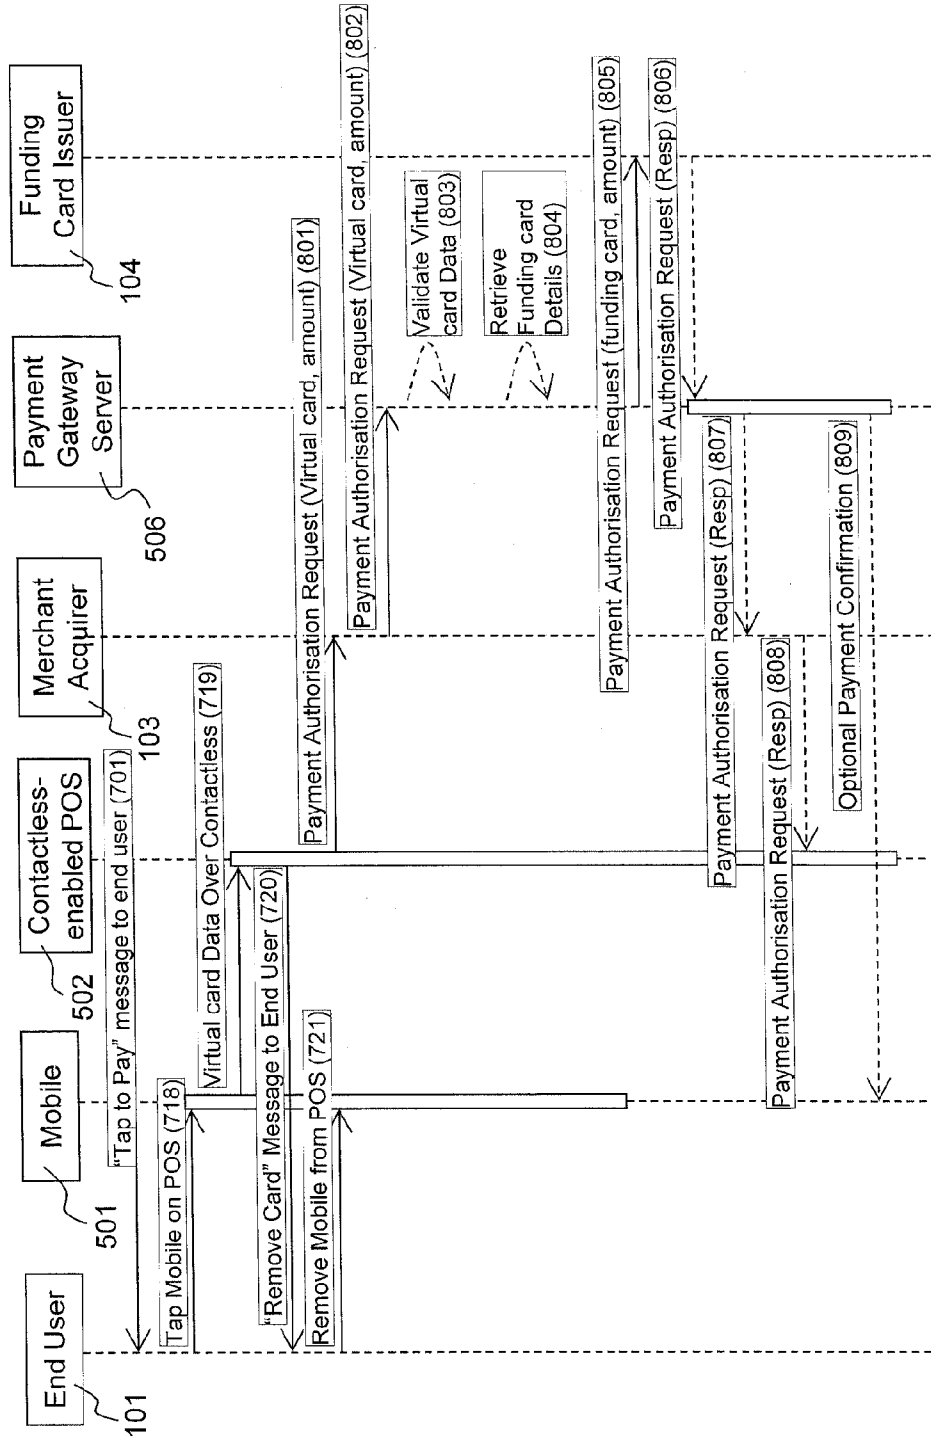 End User
101
Mobile
501
Contactless-
enabled POS
502
Merchant
Acquirer
103
Payment
Gateway
Server
506
Funding
Card Issuer
104
"Tap to Pay" message to end user (701)
Tap Mobile on POS (718)
Virtual card Data Over Contactless (719)
"Remove Card" Message to End User (720)
Remove Mobile from POS (721)
Payment Authorisation Request (Virtual card, amount) (801)
Payment Authorisation Request (Virtual card, amount) (802)
Validate Virtual
card Data (803)
Retrieve
Funding card
Details (804)
Payment Authorisation Request (funding card, amount) (805)
Payment Authorisation Request (Resp) (806)
Payment Authorisation Request (Resp) (807)
Payment Authorisation Request (Resp) (808)
Optional Payment Confirmation (809)